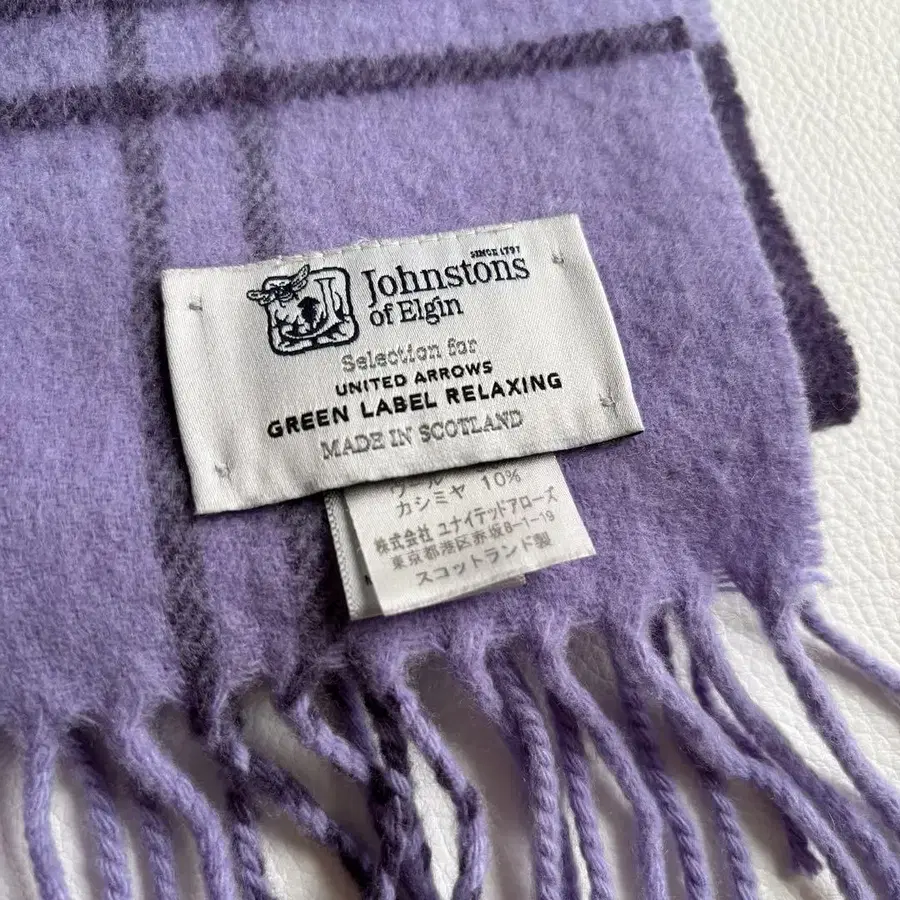 SINCE 1797
Johnstons
of Elgin
Selection for
UNITED ARROWS
GREEN LABEL RELAXING
MADE IN SCOTLAND
カシミヤ 10%
株式会社 ユナイテッドアローズ
東京都港区赤坂8-1-19
スコットランド製